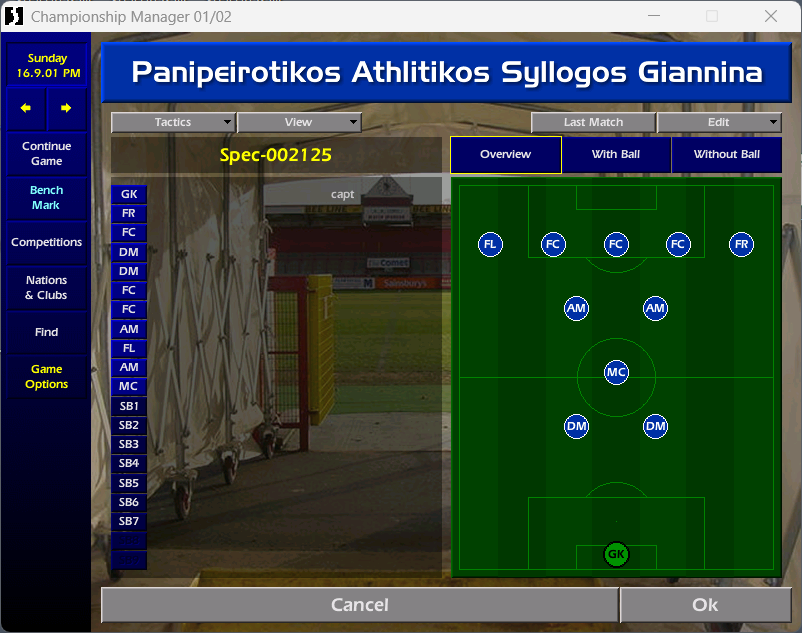 Championship Manager 01/02
Sunday
16.9.01 PM
Continue
Game
Bench
Mark
Competitions
Nations
& Clubs
Find
Game
Options
Panipeirotikos Athlitikos Syllogos Giannina
Tactics
View
Last Match
Edit
Spec-002125
Overview
With Ball
Without Ball
GK
capt
FR
FC
DM
DM
FC
FC
AM
FL
AM
MC
SB1
SB2
SB3
SB4
SB5
SB6
SB7
FL FC FC FC FR
AM AM
MC
DM DM
GK
Comet
Sainsbury's
Cancel
Ok